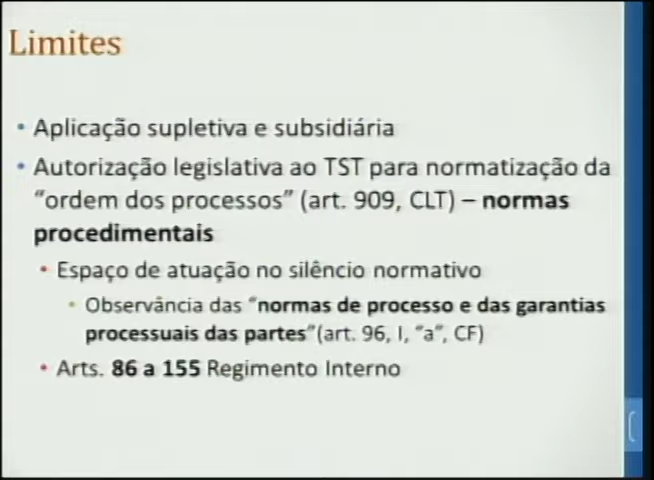 Limites
• Aplicação supletiva e subsidiária
• Autorização legislativa ao TST para normatização da
“ordem dos processos” (art. 909, CLT) – normas
procedimentais
• Espaço de atuação no silêncio normativo
• Observância das “normas de processo e das garantias
processuais das partes”(art. 96, I, “a”, CF)
• Arts. 86 a 155 Regimento Interno